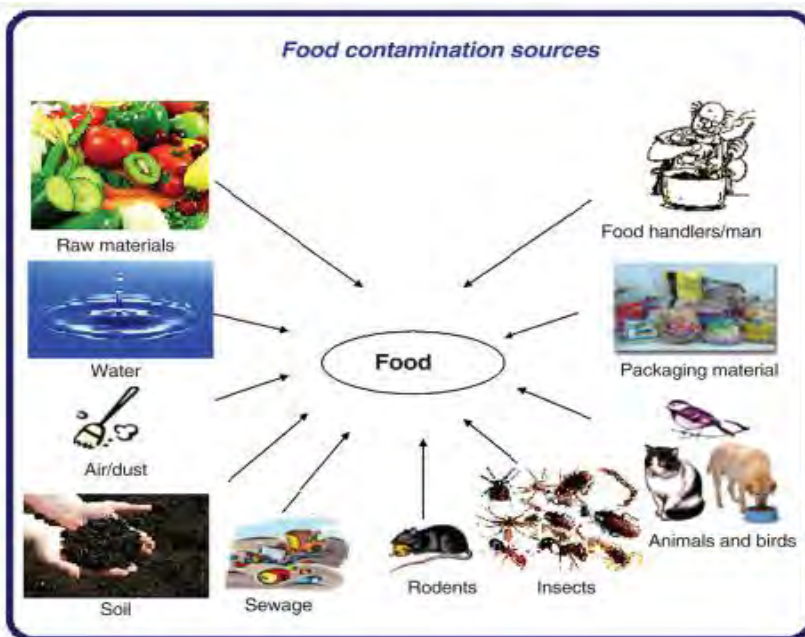 Food contamination sources
Raw materials
Food handlers/man
Water
Food
Packaging material
Air/dust
Animals and birds
Soil
Sewage
Rodents
Insects